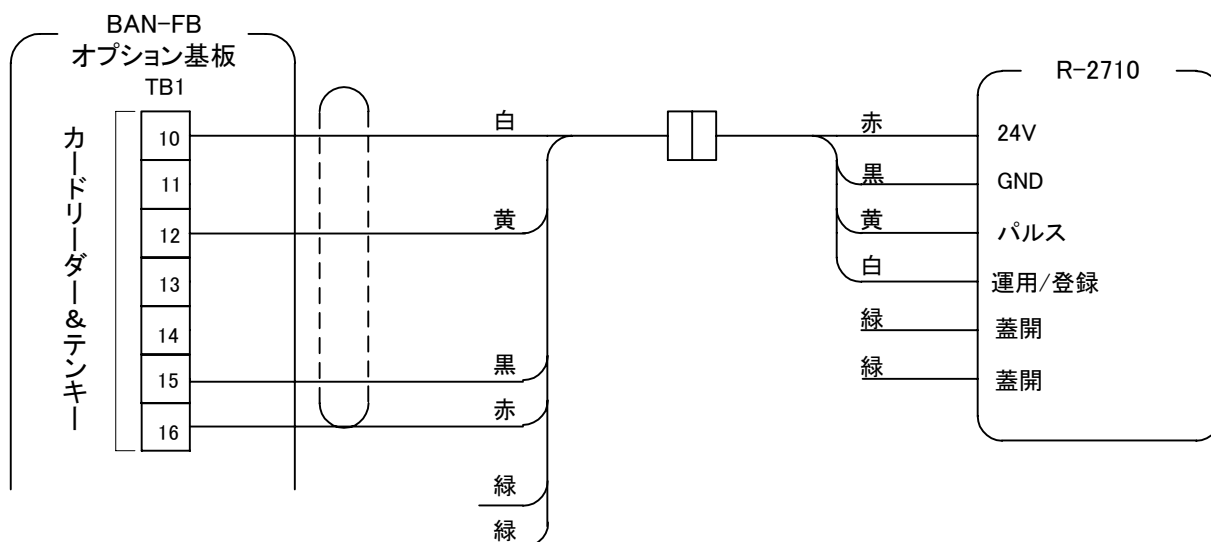 BAN-FB
オプション基板
TB1
カードリーダー&テンキー
10
11
12
13
14
15
16
白
黄
黒
赤
緑
緑
R-2710
赤
24V
黒
GND
黄
パルス
白
運用/登録
緑
蓋開
緑
蓋開